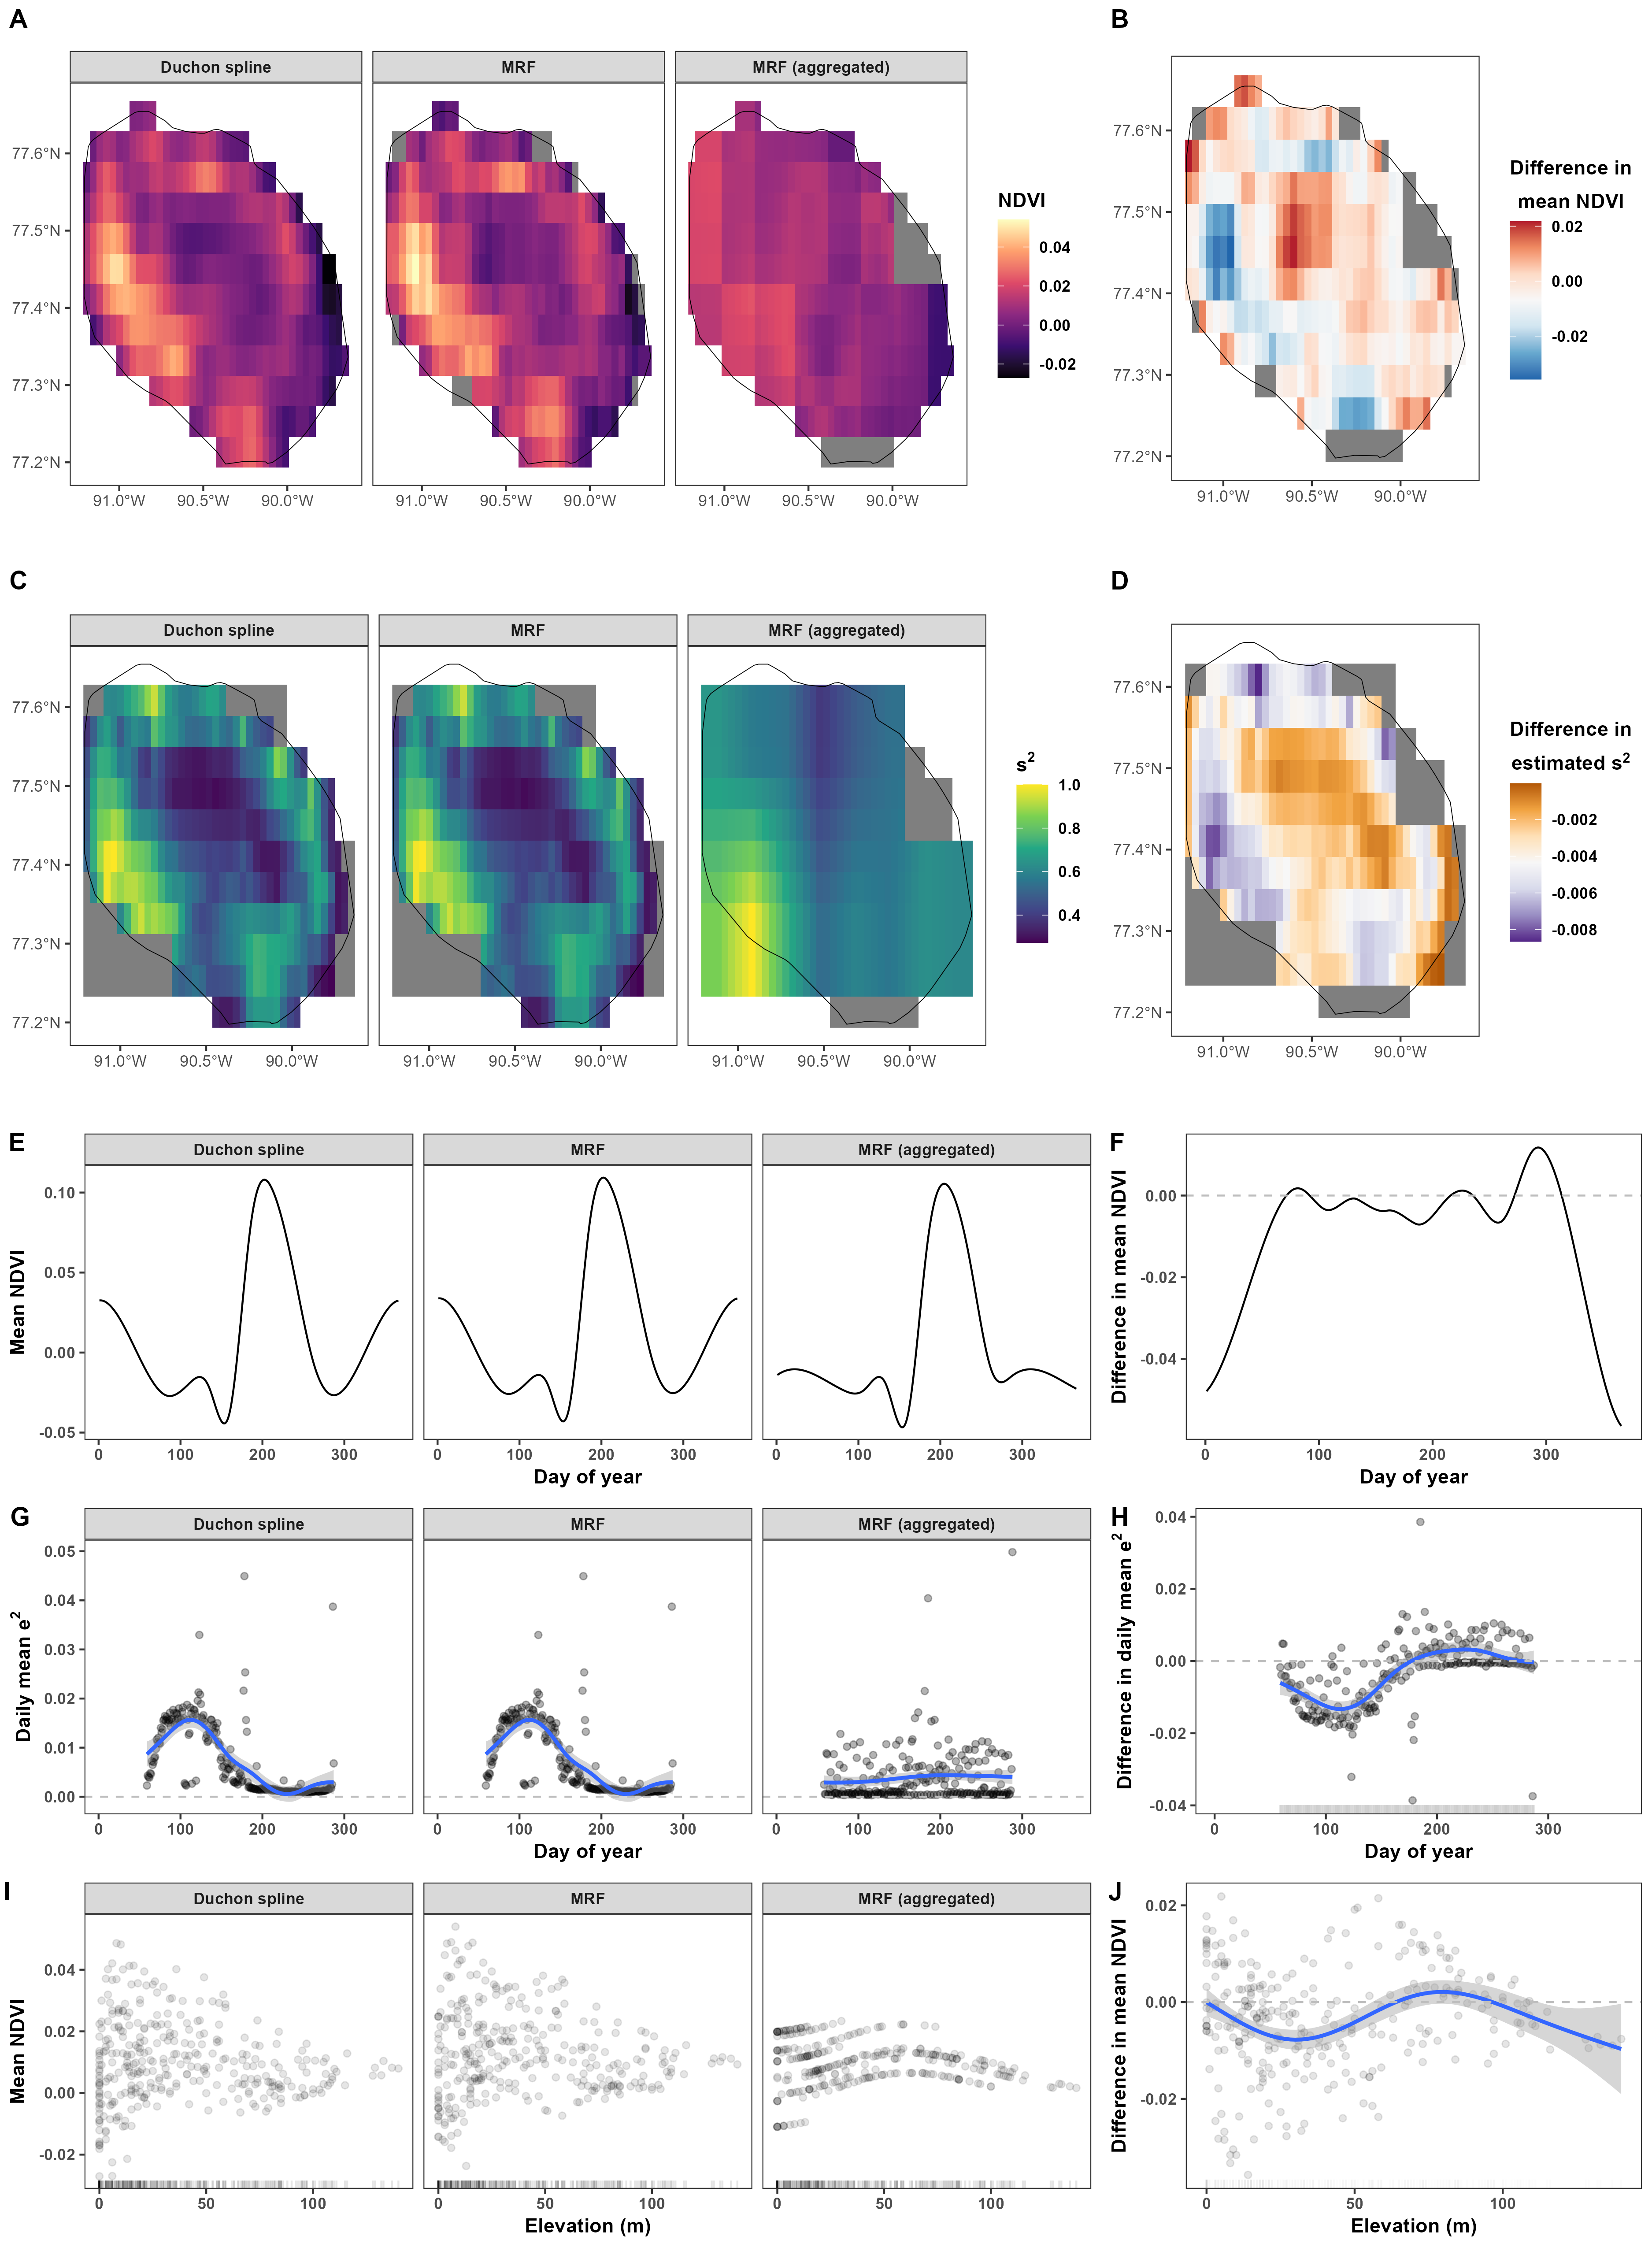 A
B
Duchon spline
MRF
MRF (aggregated)
77.6°N
77.5°N
77.4°N
77.3°N
77.2°N
91.0°W 90.5°W 90.0°W
91.0°W 90.5°W 90.0°W
91.0°W 90.5°W 90.0°W
NDVI
0.04
0.02
0.00
-0.02
77.6°N
77.5°N
77.4°N
77.3°N
77.2°N
91.0°W 90.5°W 90.0°W
Difference in
mean NDVI
0.02
0.00
-0.02
C
D
Duchon spline
MRF
MRF (aggregated)
77.6°N
77.5°N
77.4°N
77.3°N
77.2°N
91.0°W 90.5°W 90.0°W
91.0°W 90.5°W 90.0°W
91.0°W 90.5°W 90.0°W
s²
1.0
0.8
0.6
0.4
77.6°N
77.5°N
77.4°N
77.3°N
77.2°N
91.0°W 90.5°W 90.0°W
Difference in
estimated s²
-0.002
-0.004
-0.006
-0.008
E
Duchon spline
MRF
MRF (aggregated)
Mean NDVI
0.10
0.05
0.00
-0.05
0 100 200 300
0 100 200 300
0 100 200 300
Day of year
F
Difference in mean NDVI
0.00
-0.02
-0.04
0 100 200 300
Day of year
G
Duchon spline
MRF
MRF (aggregated)
Daily mean e²
0.05
0.04
0.03
0.02
0.01
0.00
0 100 200 300
0 100 200 300
0 100 200 300
Day of year
H
Difference in daily mean e²
0.04
0.02
0.00
-0.02
-0.04
0 100 200 300
Day of year
I
Duchon spline
MRF
MRF (aggregated)
Mean NDVI
0.04
0.02
0.00
-0.02
0 50 100
0 50 100
0 50 100
Elevation (m)
J
Difference in mean NDVI
0.02
0.00
-0.02
0 50 100
Elevation (m)